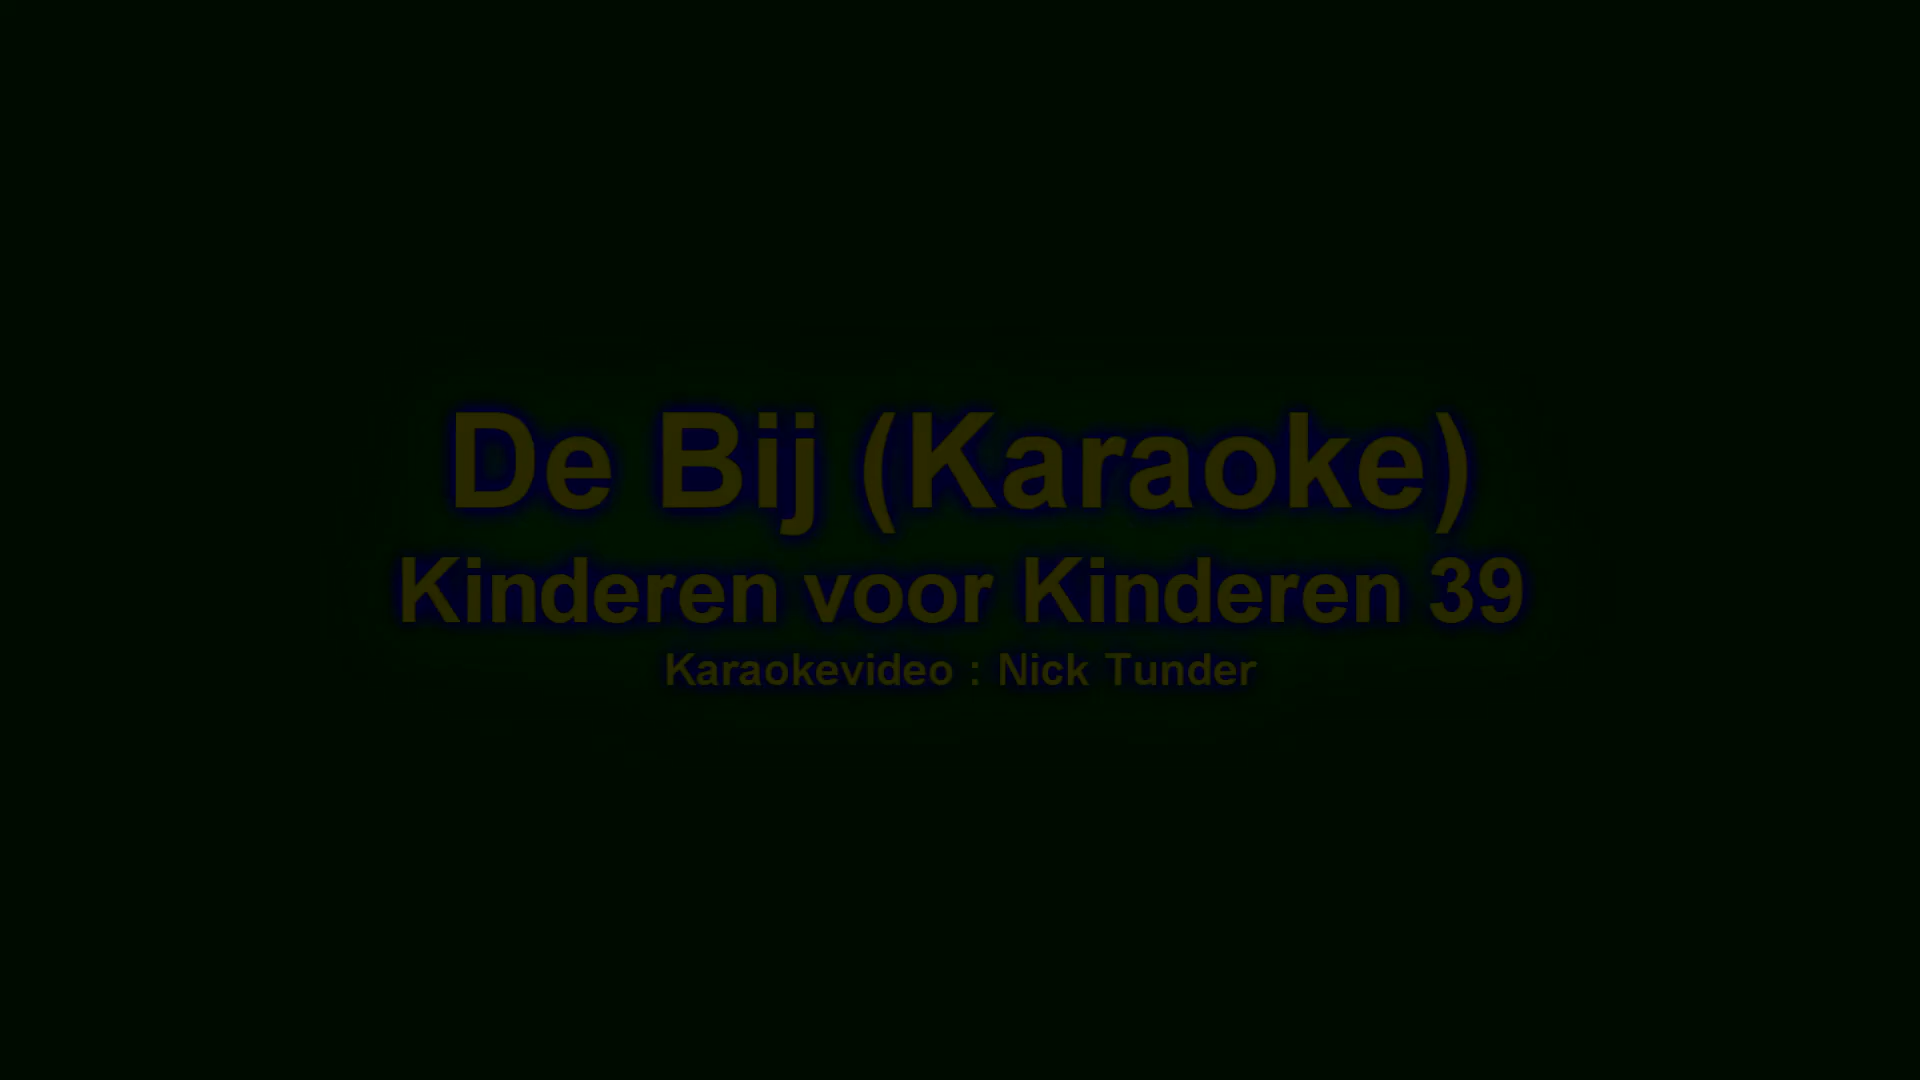 De Bij (Karaoke)
Kinderen voor Kinderen 39
Karaokevideo : Nick Tunder